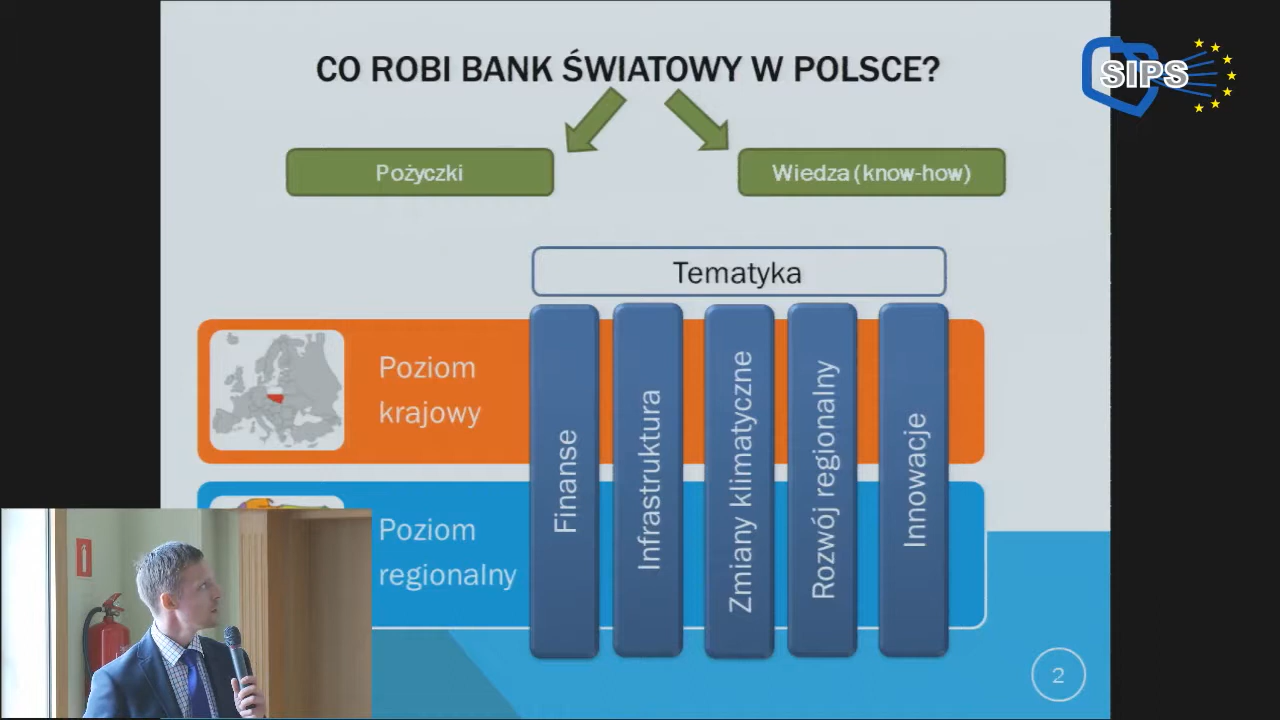 CO ROBI BANK ŚWIATOWY W POLSCE?
SIPS
Pożyczki
Wiedza (know-how)
Tematyka
Poziom
krajowy
Poziom
regionalny
Finanse
Infrastruktura
Zmiany klimatyczne
Rozwój regionalny
Innowacje
2